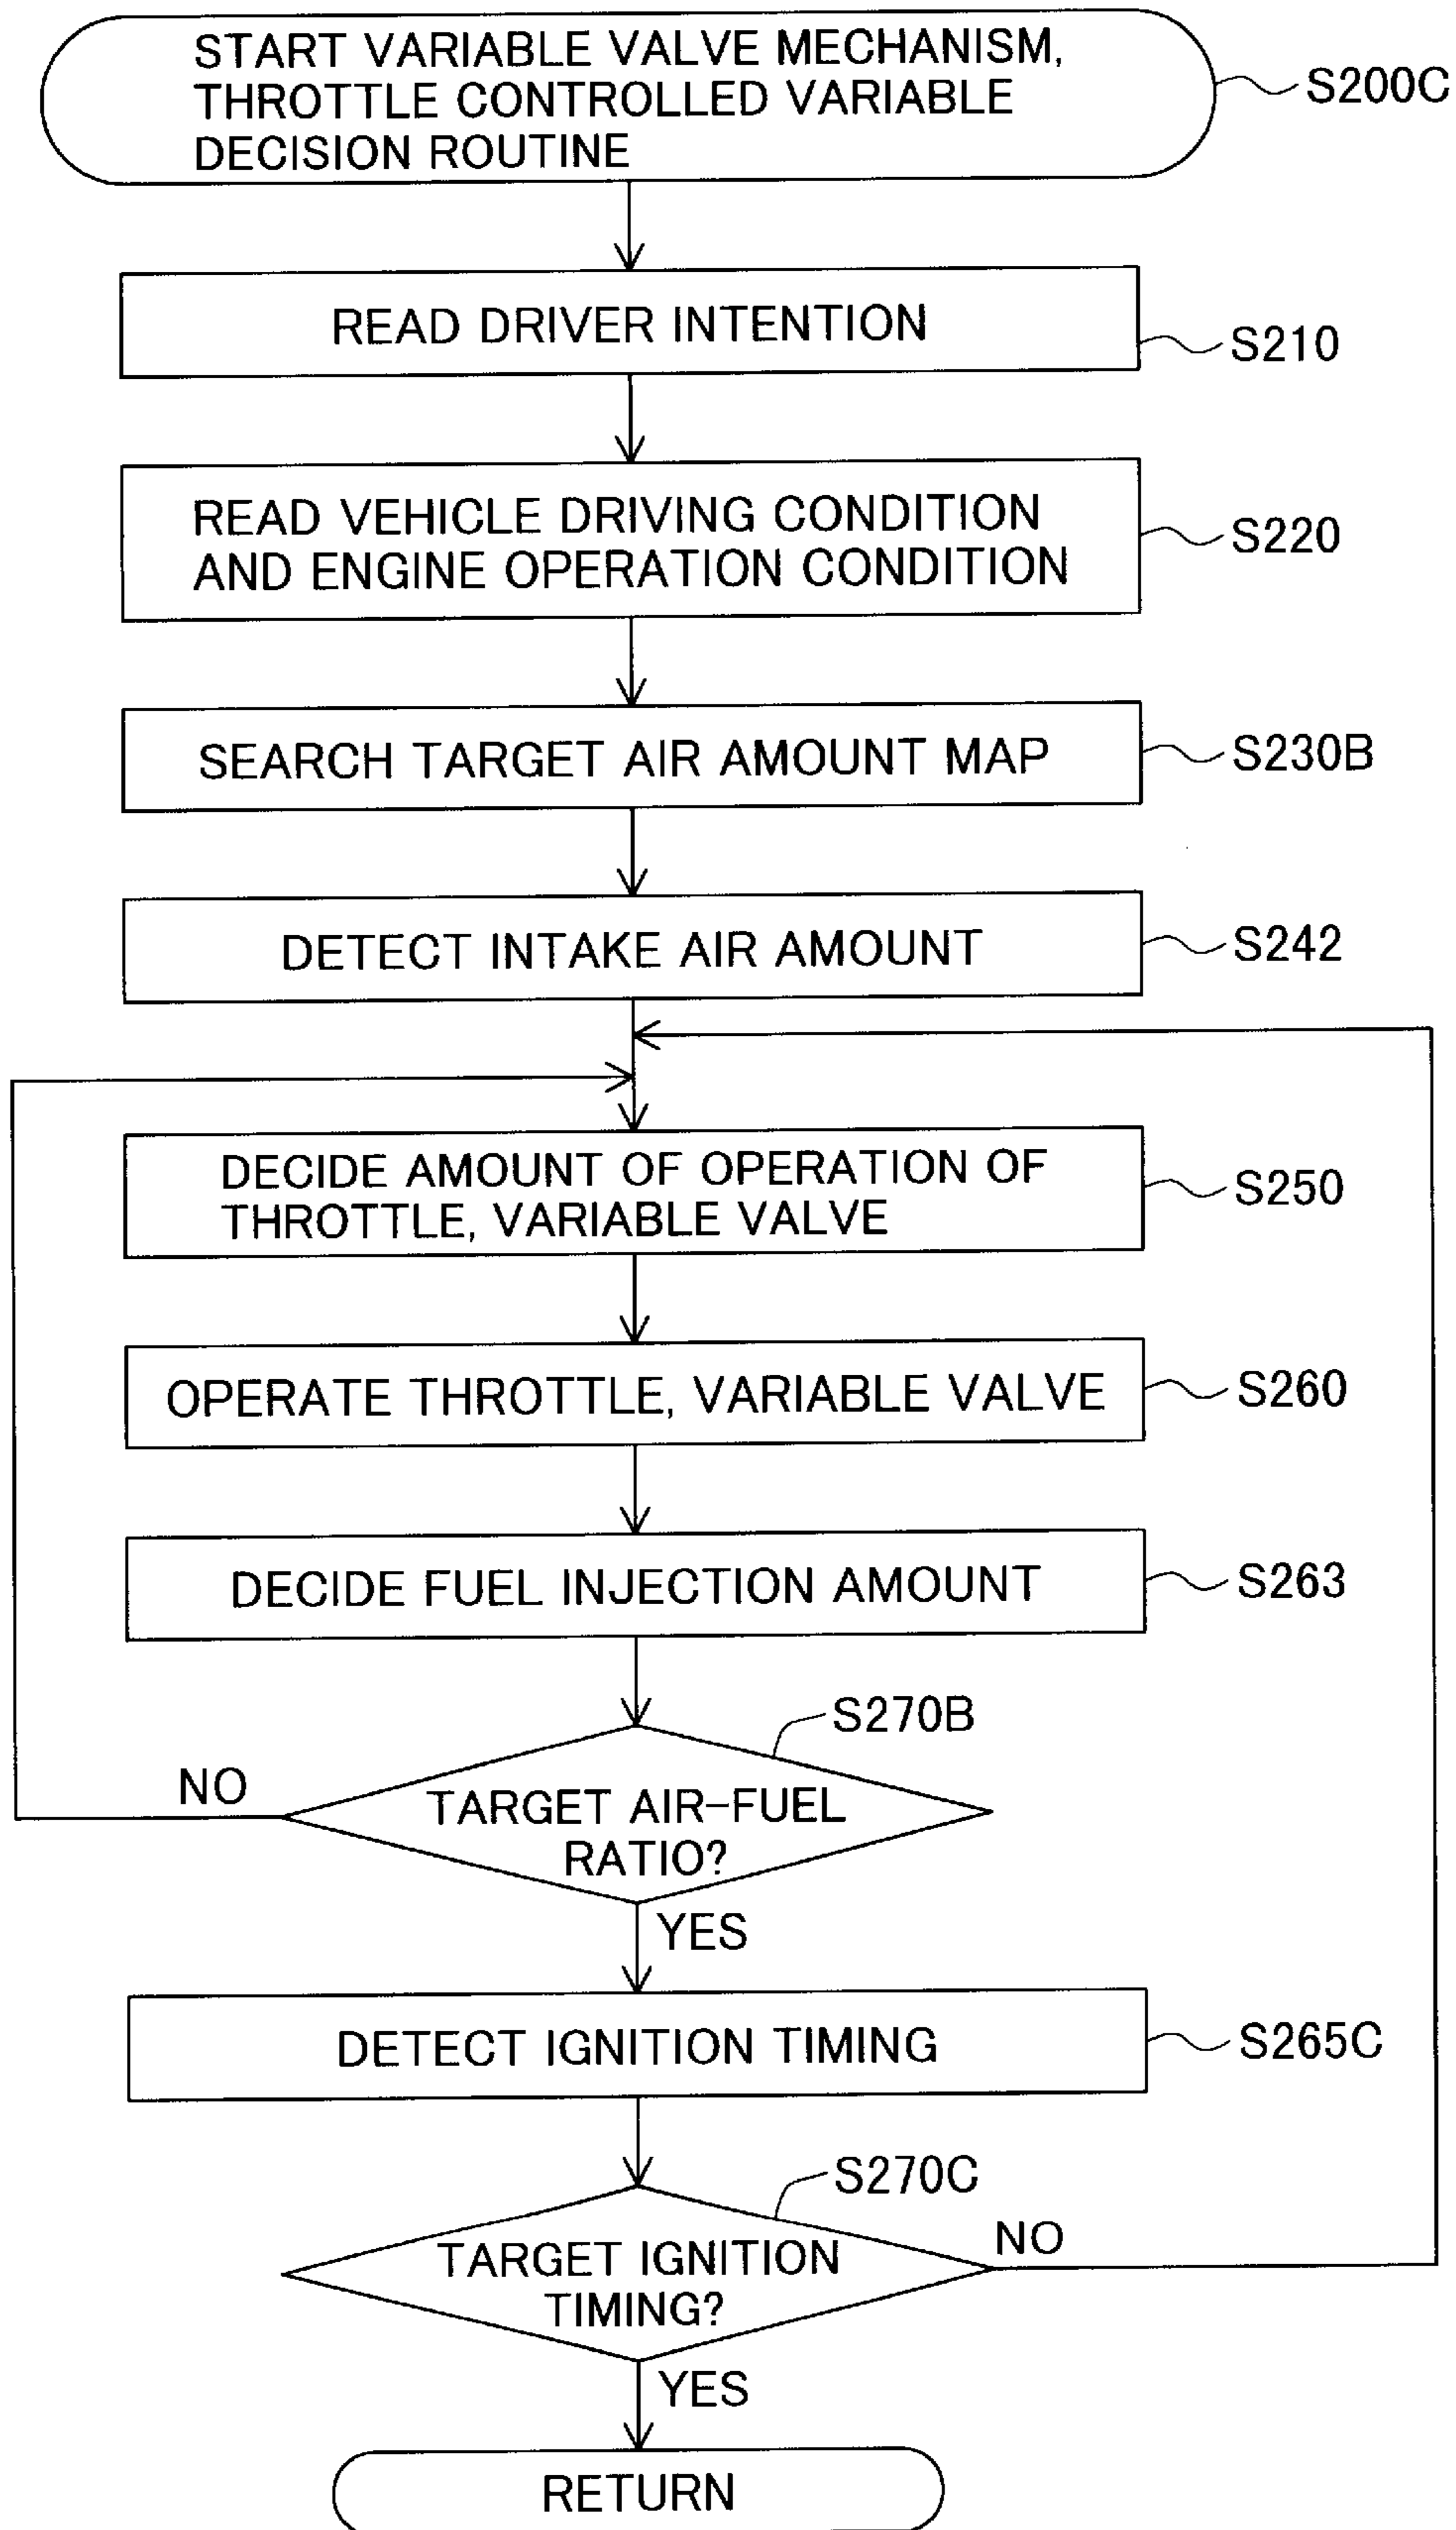 START VARIABLE VALVE MECHANISM,
THROTTLE CONTROLLED VARIABLE
DECISION ROUTINE
S200C
READ DRIVER INTENTION
S210
READ VEHICLE DRIVING CONDITION
AND ENGINE OPERATION CONDITION
S220
SEARCH TARGET AIR AMOUNT MAP
S230B
DETECT INTAKE AIR AMOUNT
S242
DECIDE AMOUNT OF OPERATION OF
THROTTLE, VARIABLE VALVE
S250
OPERATE THROTTLE, VARIABLE VALVE
S260
DECIDE FUEL INJECTION AMOUNT
S263
S270B
NO
TARGET AIR-FUEL
RATIO?
YES
DETECT IGNITION TIMING
S265C
S270C
NO
TARGET IGNITION
TIMING?
YES
RETURN